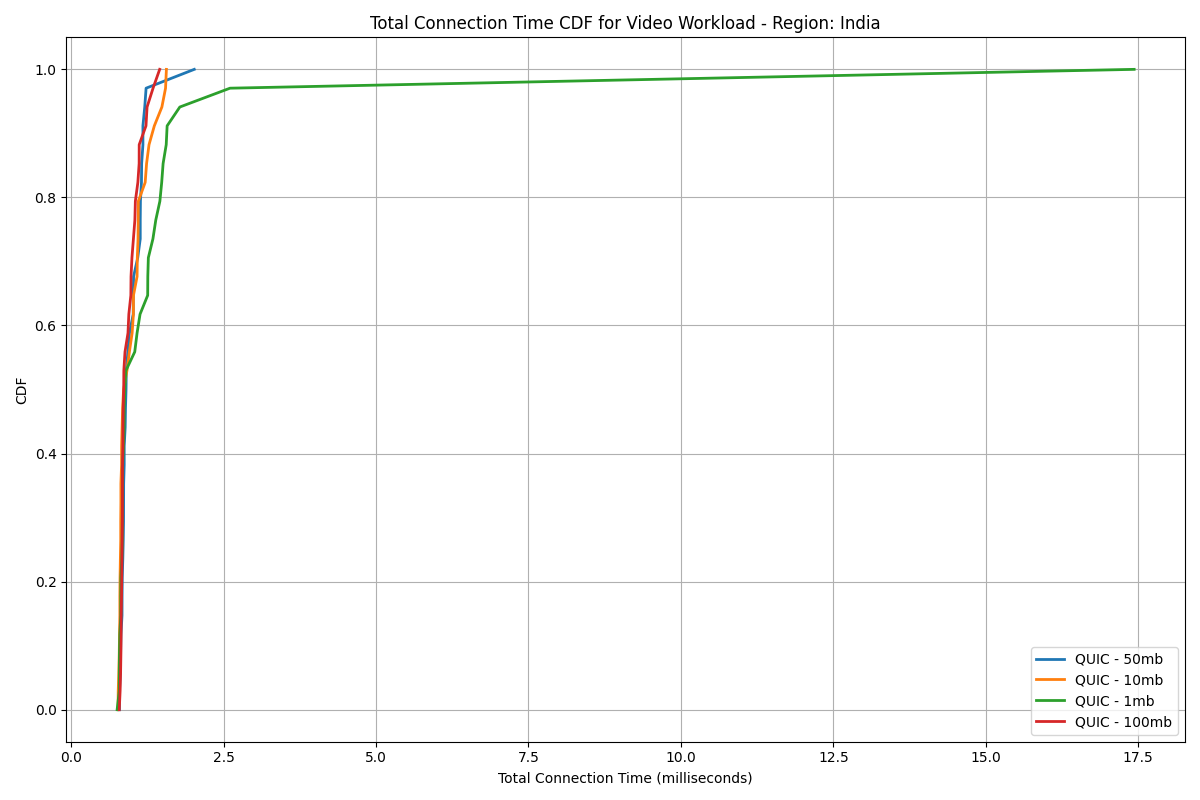 Total Connection Time CDF for Video Workload - Region: India
CDF
1.0
0.8
0.6
0.4
0.2
0.0
0.0 2.5 5.0 7.5 10.0 12.5 15.0 17.5
Total Connection Time (milliseconds)
QUIC - 50mb
QUIC - 10mb
QUIC - 1mb
QUIC - 100mb